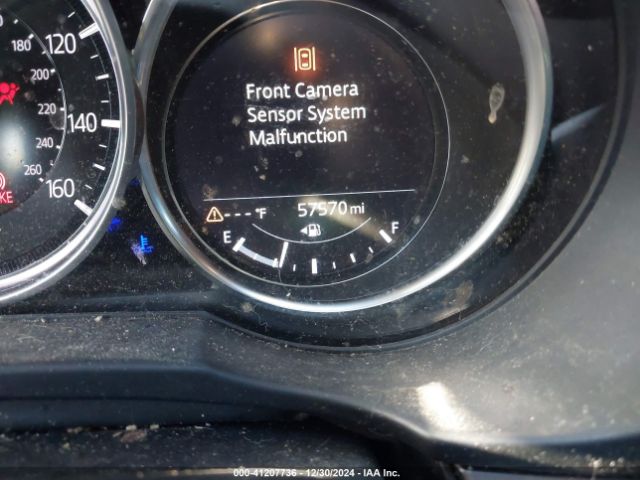 180
120
200
220
140
240
260
160
KE
Front Camera
Sensor System
Malfunction
---°F 57570 mi
E F
000-41207736 - 12/30/2024 - IAA Inc.